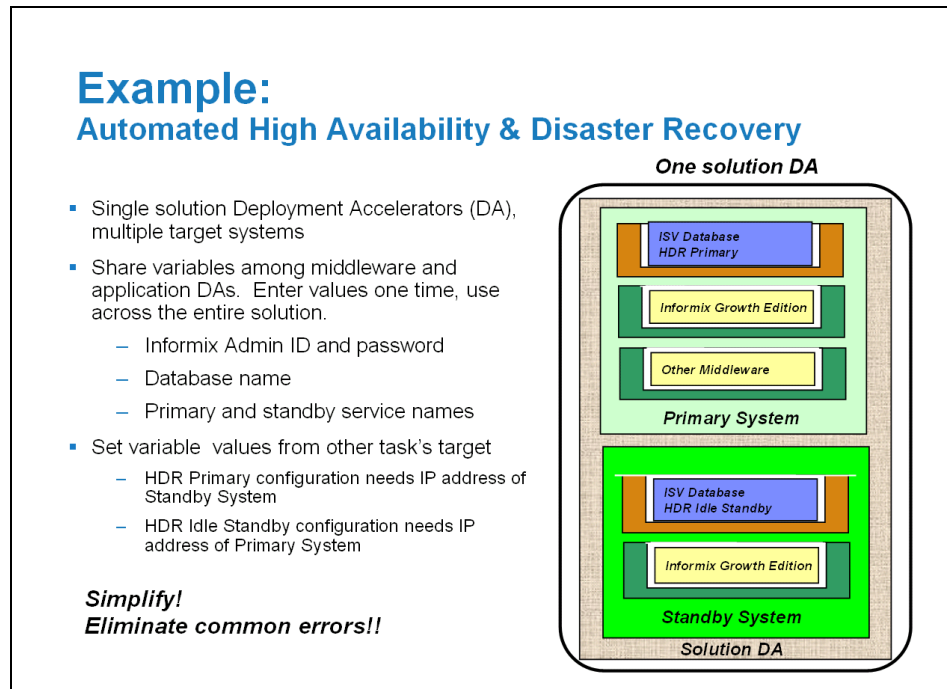 Example:
Automated High Availability & Disaster Recovery
▪ Single solution Deployment Accelerators (DA),
multiple target systems
▪ Share variables among middleware and
application DAs. Enter values one time, use
across the entire solution.
– Informix Admin ID and password
– Database name
– Primary and standby service names
▪ Set variable values from other task's target
– HDR Primary configuration needs IP address of
Standby System
– HDR Idle Standby configuration needs IP
address of Primary System
Simplify!
Eliminate common errors!!
One solution DA
ISV Database
HDR Primary
Informix Growth Edition
Other Middleware
Primary System
ISV Database
HDR Idle Standby
Informix Growth Edition
Standby System
Solution DA